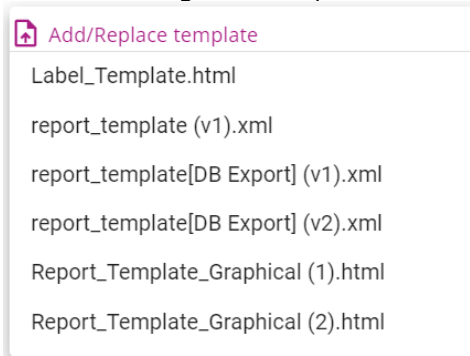 Add/Replace template
Label_Template.html
report_template (v1).xml
report_template[DB Export] (v1).xml
report_template[DB Export] (v2).xml
Report_Template_Graphical (1).html
Report_Template_Graphical (2).html